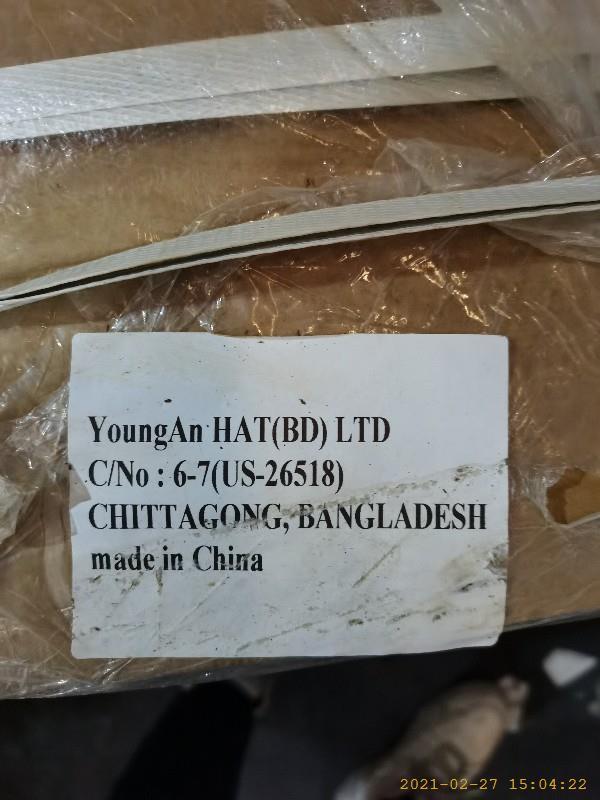 YoungAn HAT(BD) LTD
C/No : 6-7(US-26518)
CHITTAGONG, BANGLADESH
made in China
2021-02-27 15:04:22